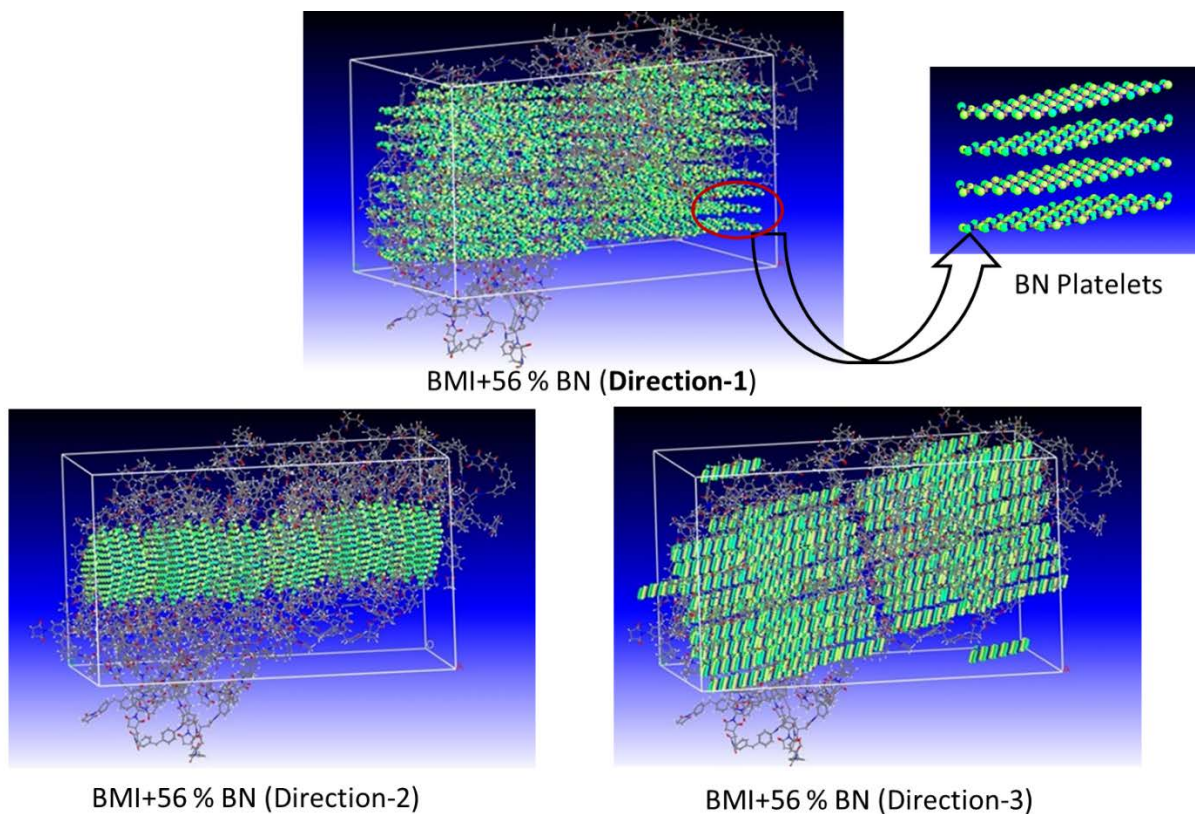 BN Platelets
BMI+56 % BN (Direction-1)
BMI+56 % BN (Direction-2)
BMI+56 % BN (Direction-3)